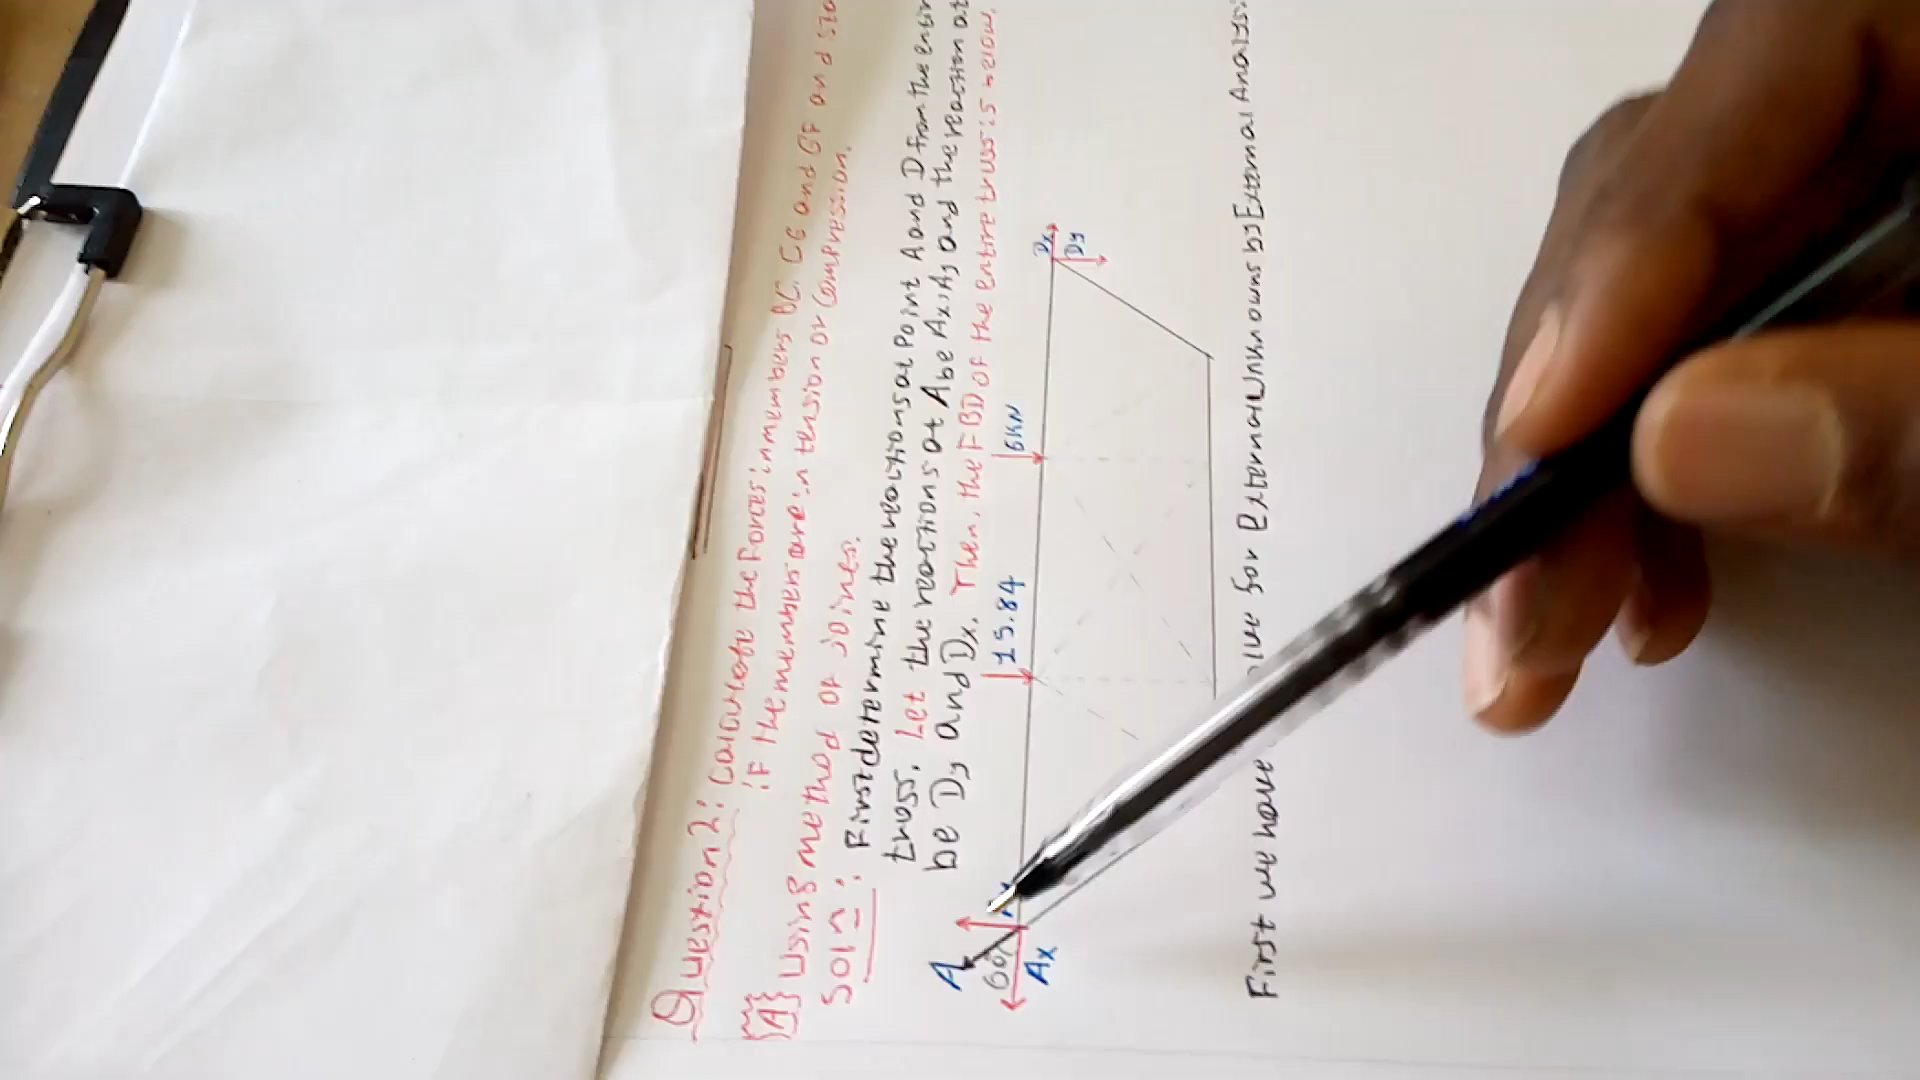 Question 2: Calculate the forces in members BC, CG and GF and sta
if the members are in tension or Compression.
{A} Using method of joints.
Soln: First determine the reactions at Point A and D from the entir
truss. Let the reactions at A be Ax, Ay and the reaction at
be Dy and Dx. Then, the FBD of the entire truss is below.
A
60°
Ax
15.84
6KN
Dx
Dy
First we have for External Unknowns by External Analysis.